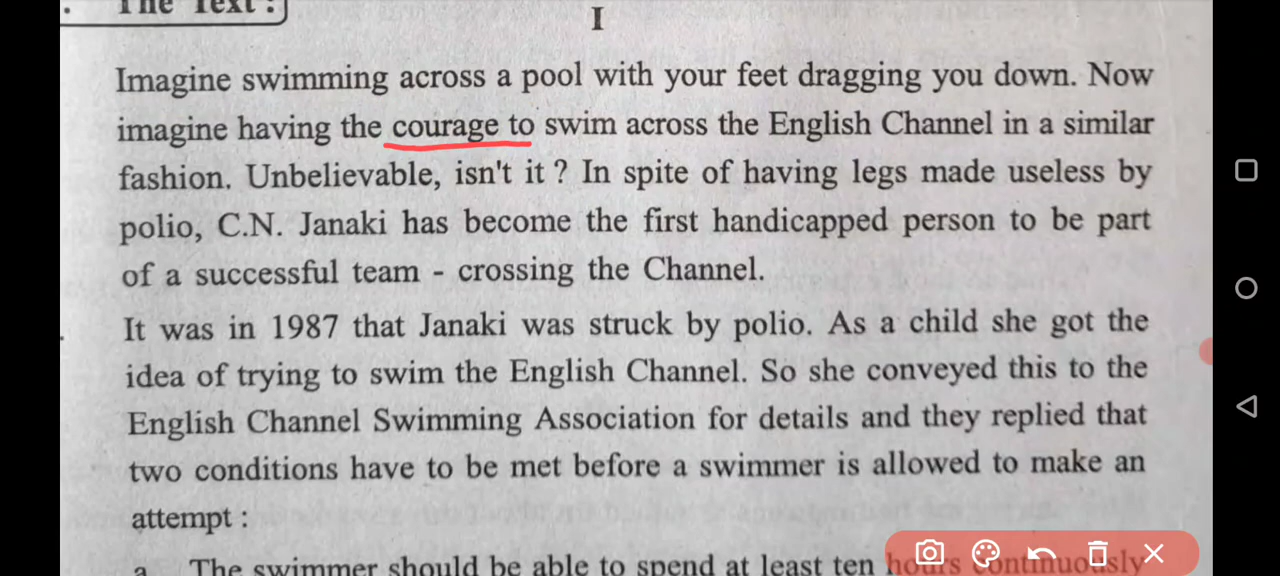 The Text :
I
Imagine swimming across a pool with your feet dragging you down. Now
imagine having the courage to swim across the English Channel in a similar
fashion. Unbelievable, isn't it ? In spite of having legs made useless by
polio, C.N. Janaki has become the first handicapped person to be part
of a successful team - crossing the Channel.
It was in 1987 that Janaki was struck by polio. As a child she got the
idea of trying to swim the English Channel. So she conveyed this to the
English Channel Swimming Association for details and they replied that
two conditions have to be met before a swimmer is allowed to make an
attempt :
a The swimmer should be able to spend at least ten hours continuously